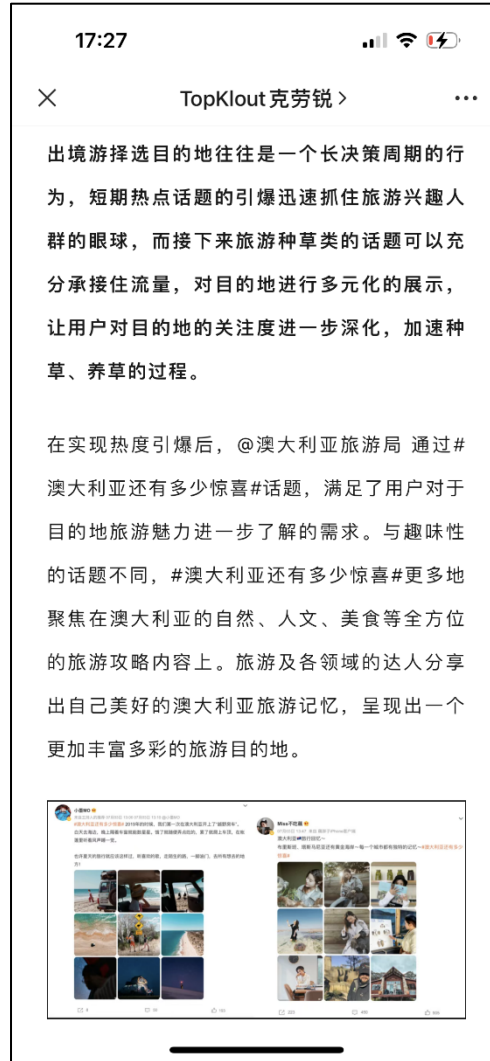 17:27
TopKlout克劳锐
出境游择选目的地往往是一个长决策周期的行
为，短期热点话题的引爆迅速抓住旅游兴趣人
群的眼球，而接下来旅游种草类的话题可以充
分承接住流量，对目的地进行多元化的展示，
让用户对目的地的关注度进一步深化，加速种
草、养草的过程。
在实现热度引爆后，@澳大利亚旅游局 通过#
澳大利亚还有多少惊喜#话题，满足了用户对于
目的地旅游魅力进一步了解的需求。与趣味性
的话题不同，#澳大利亚还有多少惊喜#更多地
聚焦在澳大利亚的自然、人文、美食等全方位
的旅游攻略内容上。旅游及各领域的达人分享
出自己美好的澳大利亚旅游记忆，呈现出一个
更加丰富多彩的旅游目的地。